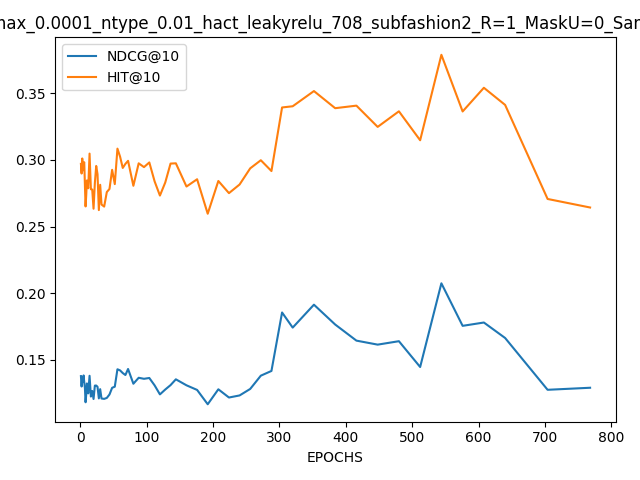 max_0.0001_ntype_0.01_hact_leakyrelu_708_subfashion2_R=1_MaskU=0_Sar
NDCG@10
HIT@10
0.35
0.30
0.25
0.20
0.15
0 100 200 300 400 500 600 700 800
EPOCHS